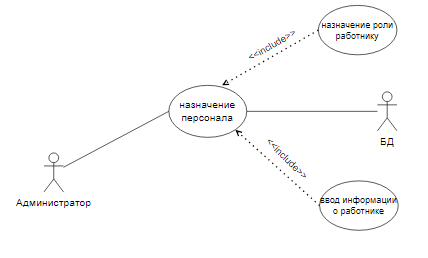 назначение роли
работнику
<<include>>
назначение
персонала
БД
<<include>>
Администратор
ввод информации
о работнике